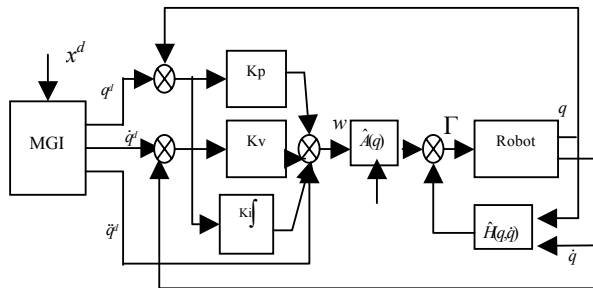 x^d
q^d
Kp
MGI
q̇^d
Kv
w
Â(q)
Γ
Robot
q
Ki∫
q̈^d
Ĥ(q,q̇)
q̇